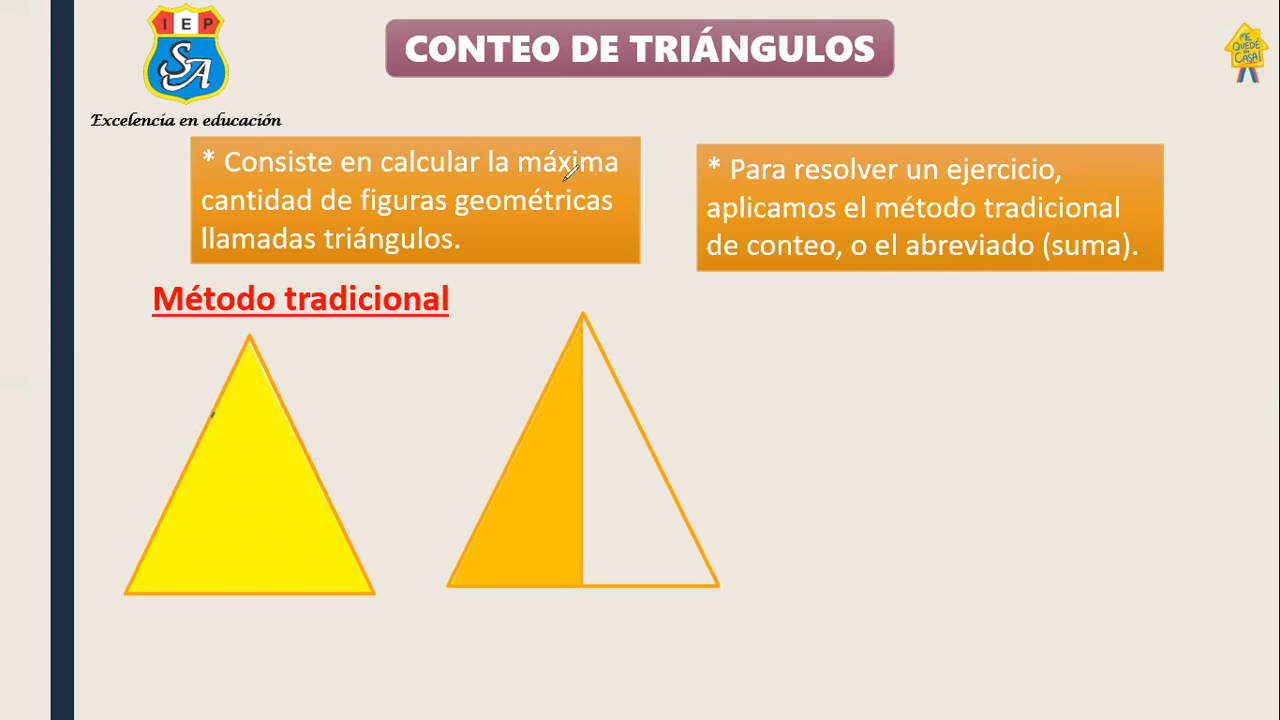 I E P
SA
Excelencia en educación
CONTEO DE TRIÁNGULOS
ME
QUEDÉ
EN
CASA!
* Consiste en calcular la máxima
cantidad de figuras geométricas
llamadas triángulos.
* Para resolver un ejercicio,
aplicamos el método tradicional
de conteo, o el abreviado (suma).
Método tradicional